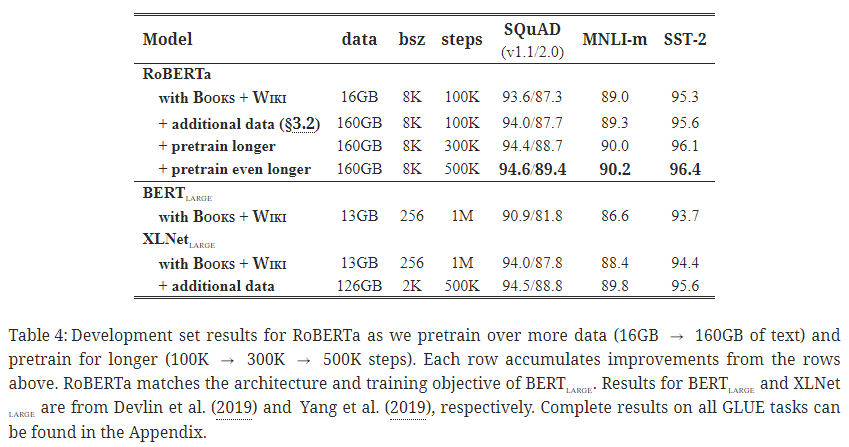 Model data bsz steps SQuAD (v1.1/2.0) MNLI-m SST-2
RoBERTa
with BOOKS + WIKI 16GB 8K 100K 93.6/87.3 89.0 95.3
+ additional data (§3.2) 160GB 8K 100K 94.0/87.7 89.3 95.6
+ pretrain longer 160GB 8K 300K 94.4/88.7 90.0 96.1
+ pretrain even longer 160GB 8K 500K 94.6/89.4 90.2 96.4
BERT LARGE
with BOOKS + WIKI 13GB 256 1M 90.9/81.8 86.6 93.7
XLNet LARGE
with BOOKS + WIKI 13GB 256 1M 94.0/87.8 88.4 94.4
+ additional data 126GB 2K 500K 94.5/88.8 89.8 95.6
Table 4: Development set results for RoBERTa as we pretrain over more data (16GB → 160GB of text) and
pretrain for longer (100K → 300K → 500K steps). Each row accumulates improvements from the rows
above. RoBERTa matches the architecture and training objective of BERT LARGE. Results for BERT LARGE and XLNet
LARGE are from Devlin et al. (2019) and Yang et al. (2019), respectively. Complete results on all GLUE tasks can
be found in the Appendix.